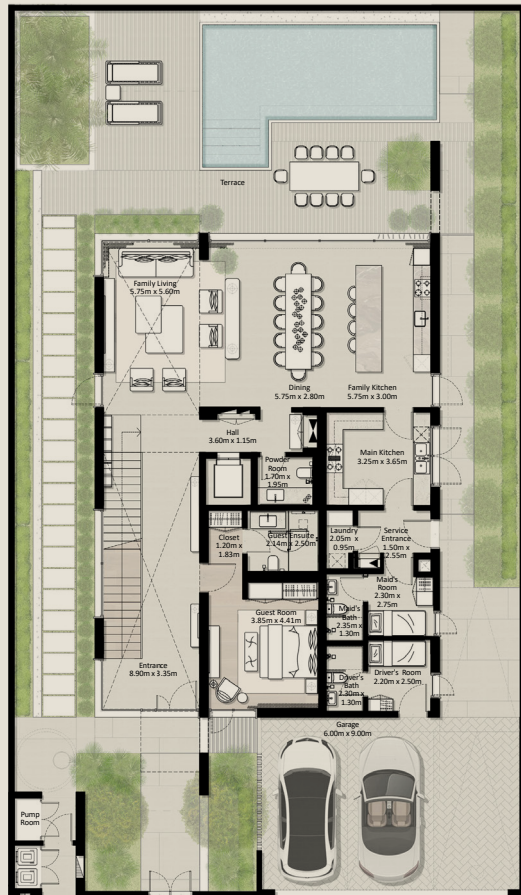 Terrace
Family Living
5.75m x 5.60m
Dining
5.75m x 2.80m
Family Kitchen
5.75m x 3.00m
Hall
3.60m x 1.15m
Main Kitchen
3.25m x 3.65m
Powder
Room
1.70m x
1.95m
Closet
1.20m x
1.83m
Guest Ensuite
2.14m x 2.50m
Laundry
2.05m x
0.95m
Service
Entrance
1.50m x
2.55m
Maid's
Room
2.30m x
2.75m
Guest Room
3.85m x 4.41m
Maid's
Bath
2.35m x
1.30m
Entrance
8.90m x 3.35m
Driver's
Bath
2.30m x
1.30m
Driver's Room
2.20m x 2.50m
Garage
6.00m x 9.00m
Pump
Room